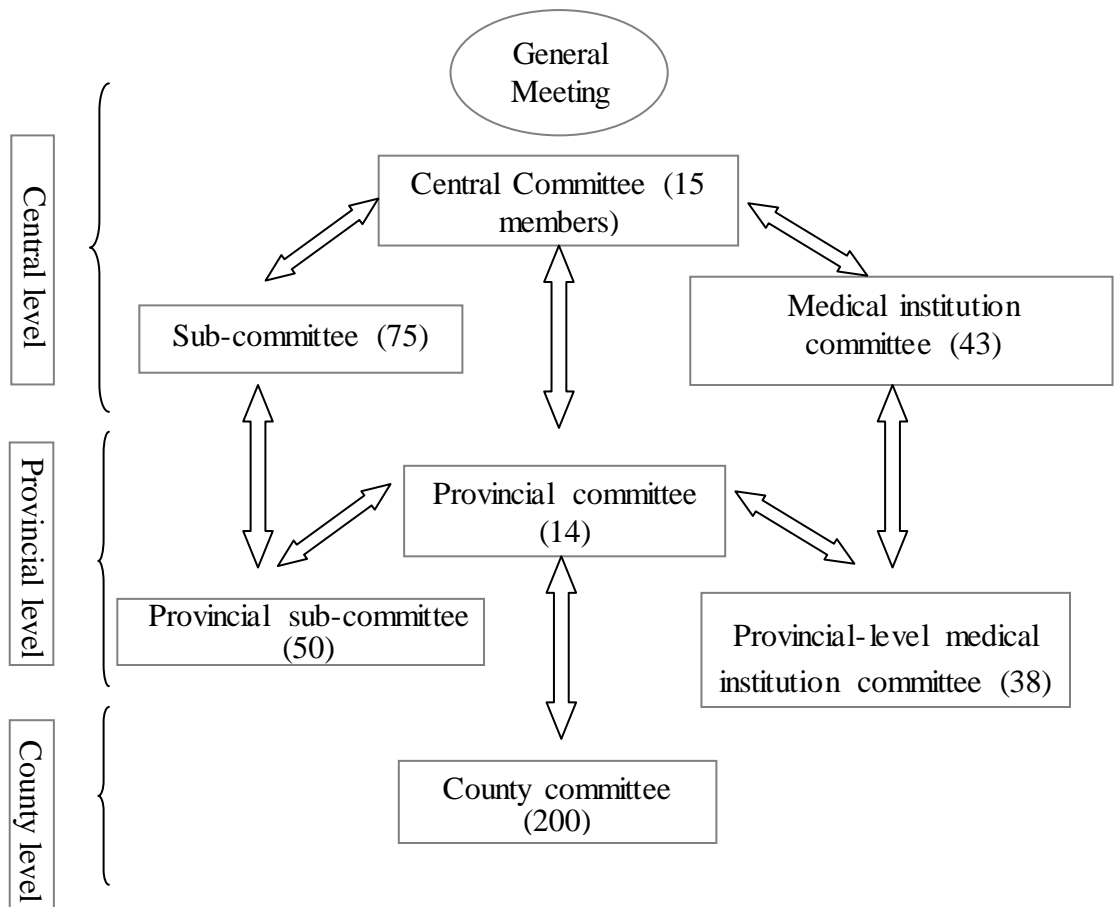 General
Meeting
Central level
Central Committee (15
members)
Sub-committee (75)
Medical institution
committee (43)
Provincial level
Provincial committee
(14)
Provincial sub-committee
(50)
Provincial-level medical
institution committee (38)
County level
County committee
(200)